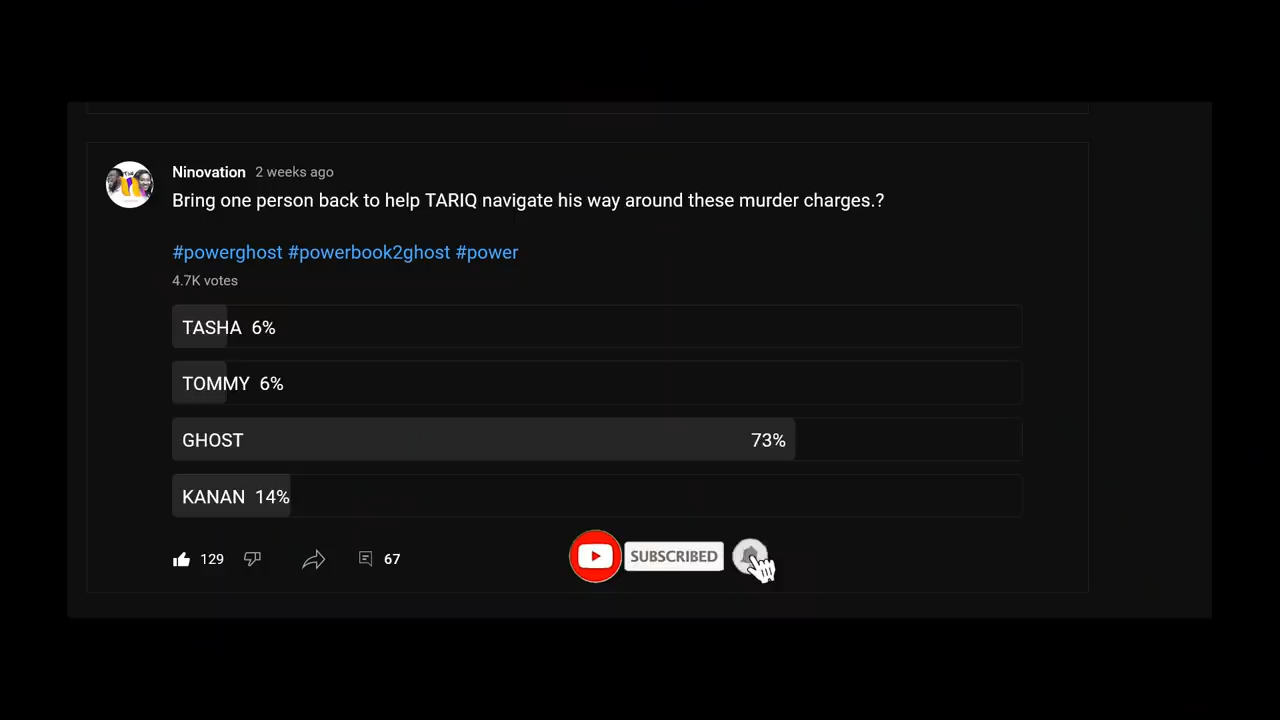 Ninovation 2 weeks ago
Bring one person back to help TARIQ navigate his way around these murder charges.?
#powerghost #powerbook2ghost #power
4.7K votes
TASHA 6%
TOMMY 6%
GHOST 73%
KANAN 14%
129 67
SUBSCRIBED